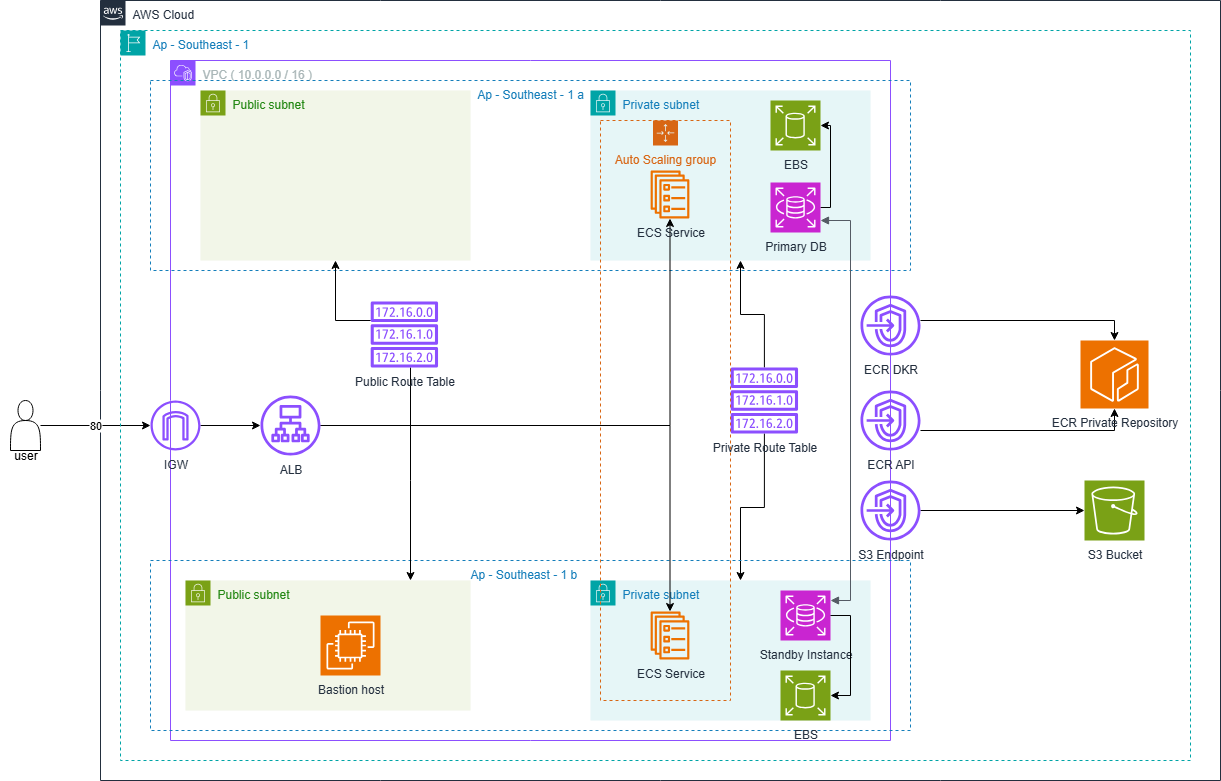 aws
AWS Cloud
Ap - Southeast - 1
VPC ( 10.0.0.0 / 16 )
Ap - Southeast - 1 a
Public subnet
Private subnet
Auto Scaling group
EBS
ECS Service
Primary DB
172.16.0.0
172.16.1.0
172.16.2.0
Public Route Table
172.16.0.0
172.16.1.0
172.16.2.0
Private Route Table
ECR DKR
ECR Private Repository
80
user
IGW
ALB
ECR API
S3 Endpoint
S3 Bucket
Ap - Southeast - 1 b
Public subnet
Private subnet
Bastion host
ECS Service
Standby Instance
EBS